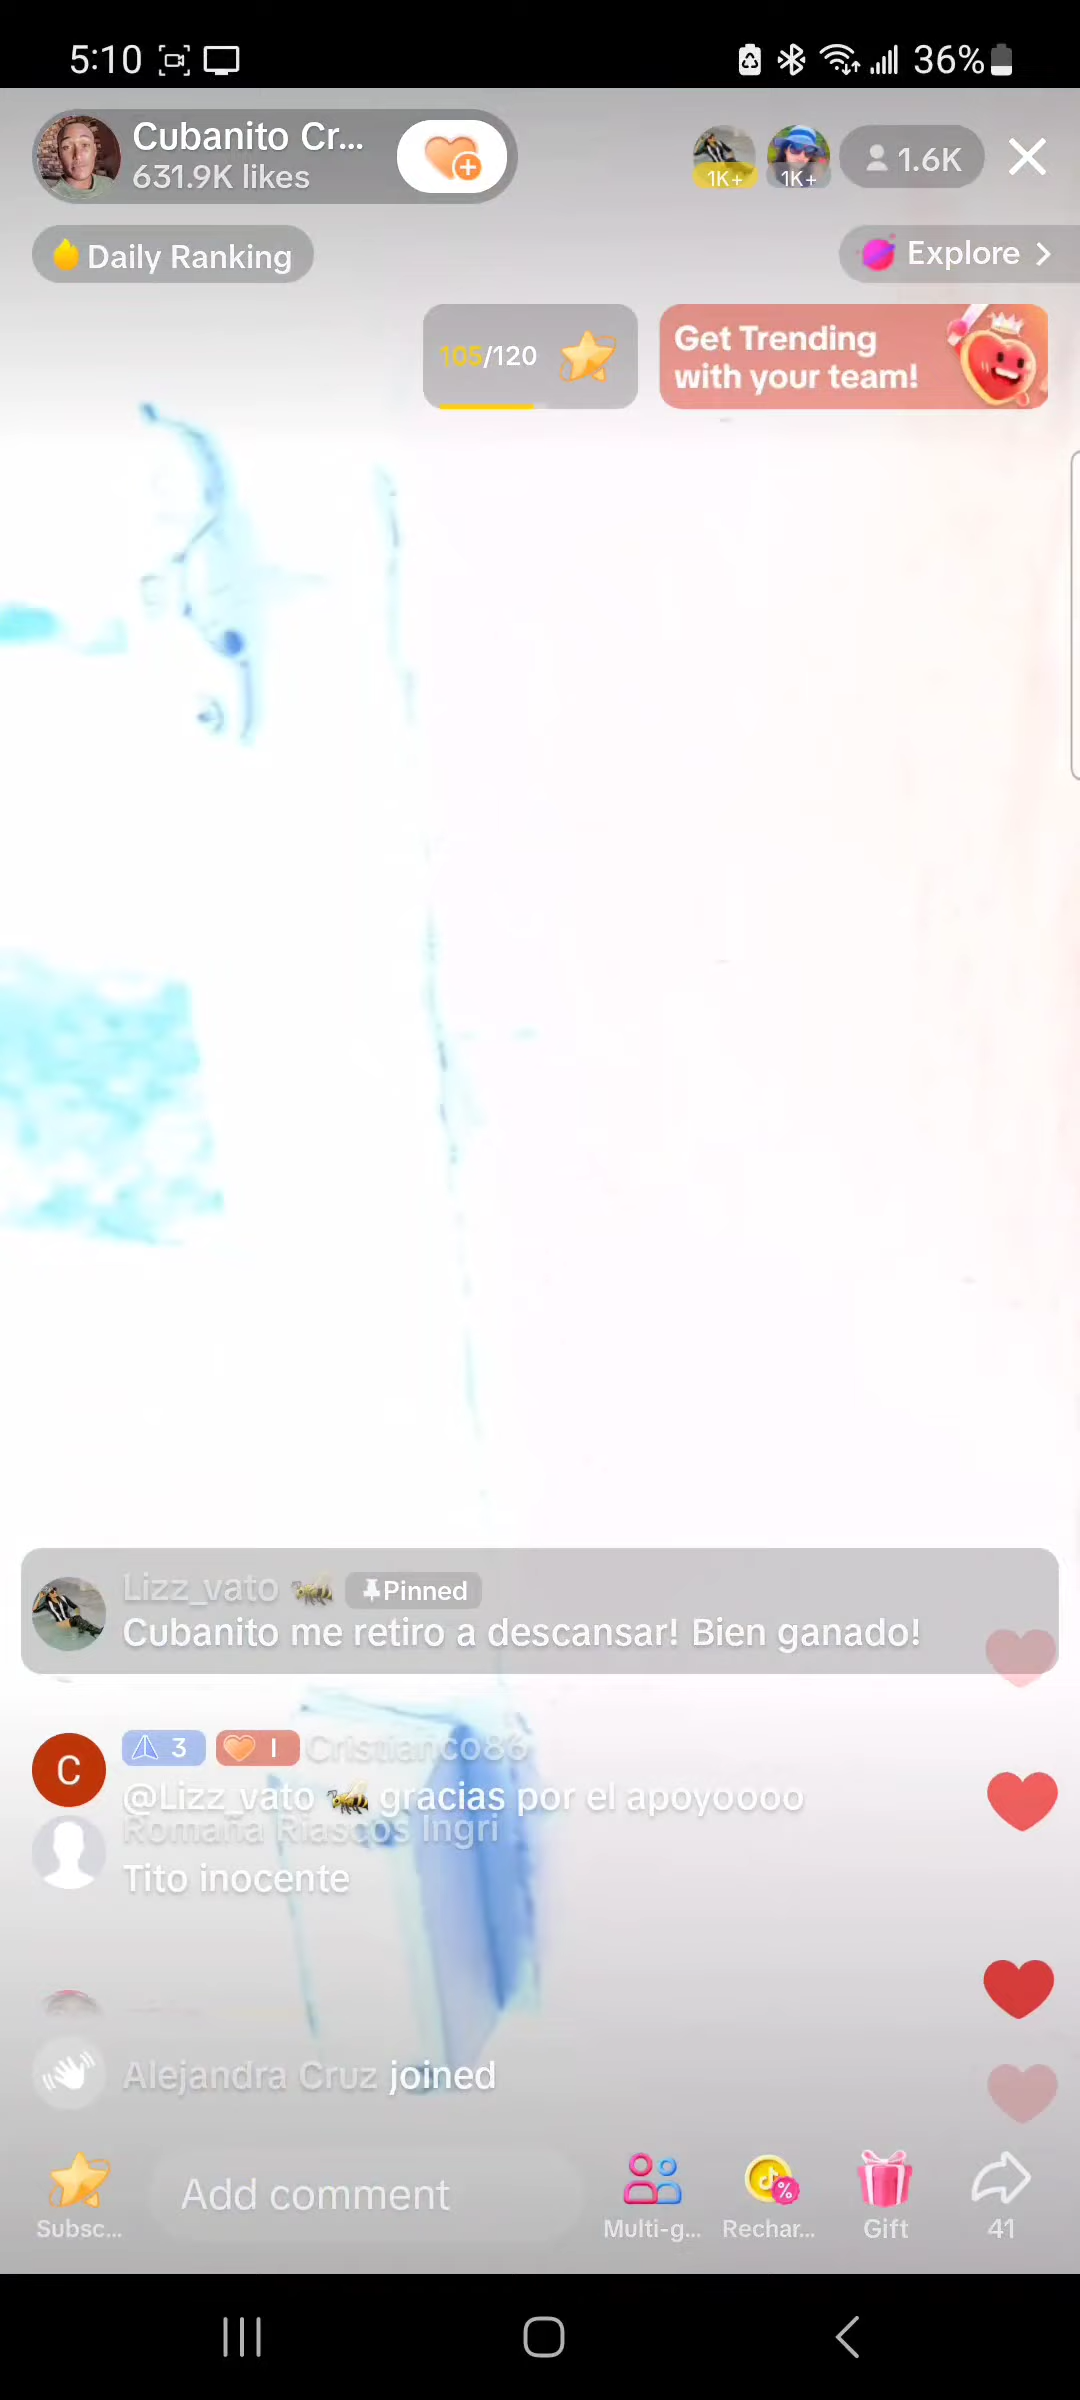 5:10
36%
Cubanito Cr...
631.9K likes
1K+
1K+
1.6K
Daily Ranking
Explore
105/120
Get Trending
with your team!
Lizz_vato 🐝 Pinned
Cubanito me retiro a descansar! Bien ganado!
3 I Cristianco86
C
@Lizz_vato 🐝 gracias por el apoyoooo
Romaña Riascos Ingri
Tito inocente
Alejandra Cruz joined
Subsc...
Add comment
Multi-g...
Rechar...
Gift
41